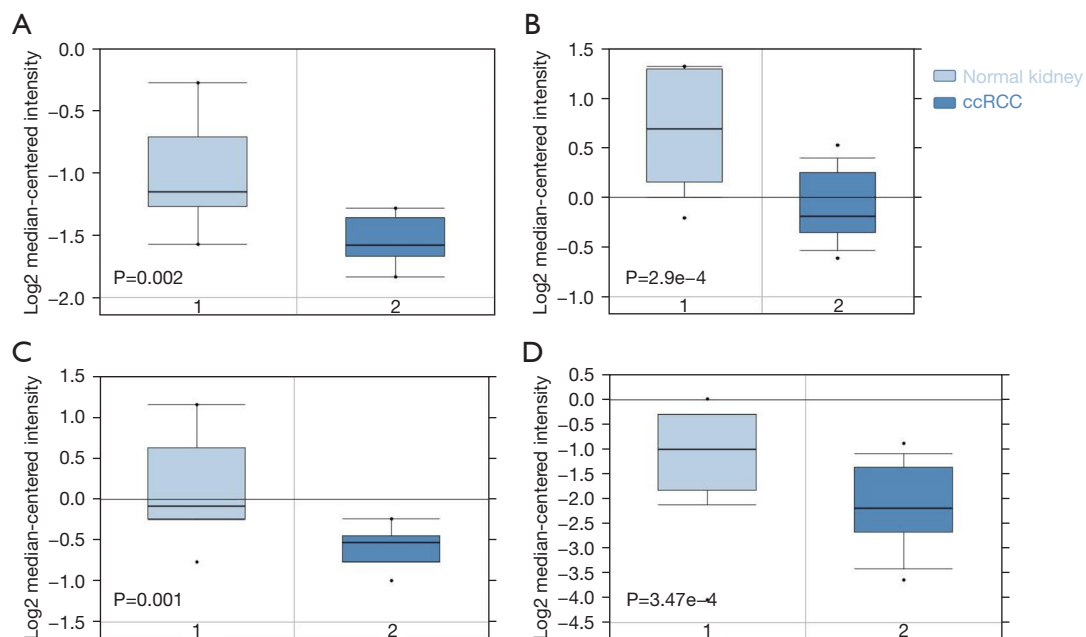 A
Log2 median-centered intensity
0.0
−0.5
−1.0
−1.5
−2.0
P=0.002
1
2
B
Log2 median-centered intensity
1.5
1.0
0.5
0.0
−0.5
−1.0
P=2.9e−4
1
2
Normal kidney
ccRCC
C
Log2 median-centered intensity
1.5
1.0
0.5
0.0
−0.5
−1.0
−1.5
P=0.001
1
2
D
Log2 median-centered intensity
0.5
0.0
−0.5
−1.0
−1.5
−2.0
−2.5
−3.0
−3.5
−4.0
−4.5
P=3.47e−4
1
2